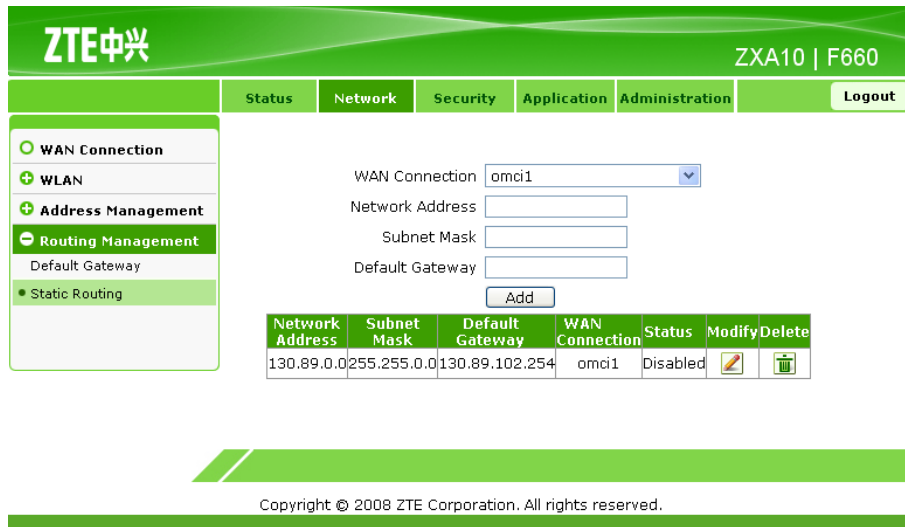 ZTE中兴
ZXA10 | F660
Status Network Security Application Administration Logout
WAN Connection
WLAN
Address Management
Routing Management
Default Gateway
Static Routing
WAN Connection omci1
Network Address
Subnet Mask
Default Gateway
Add
Network Address Subnet Mask Default Gateway WAN Connection Status Modify Delete
130.89.0.0 255.255.0.0 130.89.102.254 omci1 Disabled
Copyright © 2008 ZTE Corporation. All rights reserved.